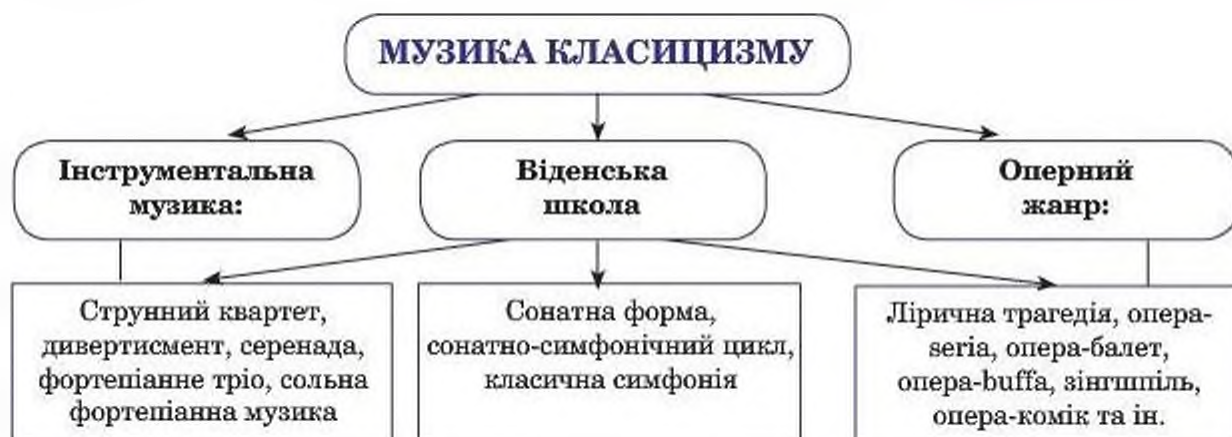 МУЗИКА КЛАСИЦИЗМУ
Інструментальна
музика:
Віденська
школа
Оперний
жанр:
Струнний квартет,
дивертисмент, серенада,
фортепіанне тріо, сольна
фортепіанна музика
Сонатна форма,
сонатно-симфонічний цикл,
класична симфонія
Лірична трагедія, опера-
seria, опера-балет,
опера-buffa, зінгшпіль,
опера-комік та ін.